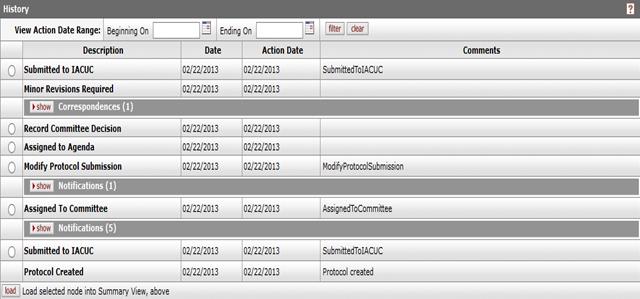 History ?
View Action Date Range: Beginning On Ending On filter clear
Description Date Action Date Comments
Submitted to IACUC 02/22/2013 02/22/2013 SubmittedToIACUC
Minor Revisions Required 02/22/2013 02/22/2013
show Correspondences (1)
Record Committee Decision 02/22/2013 02/22/2013
Assigned to Agenda 02/22/2013 02/22/2013
Modify Protocol Submission 02/22/2013 02/22/2013 ModifyProtocolSubmission
show Notifications (1)
Assigned To Committee 02/22/2013 02/22/2013 AssignedToCommittee
show Notifications (5)
Submitted to IACUC 02/22/2013 02/22/2013 SubmittedToIACUC
Protocol Created 02/22/2013 02/22/2013 Protocol created
load Load selected node into Summary View, above